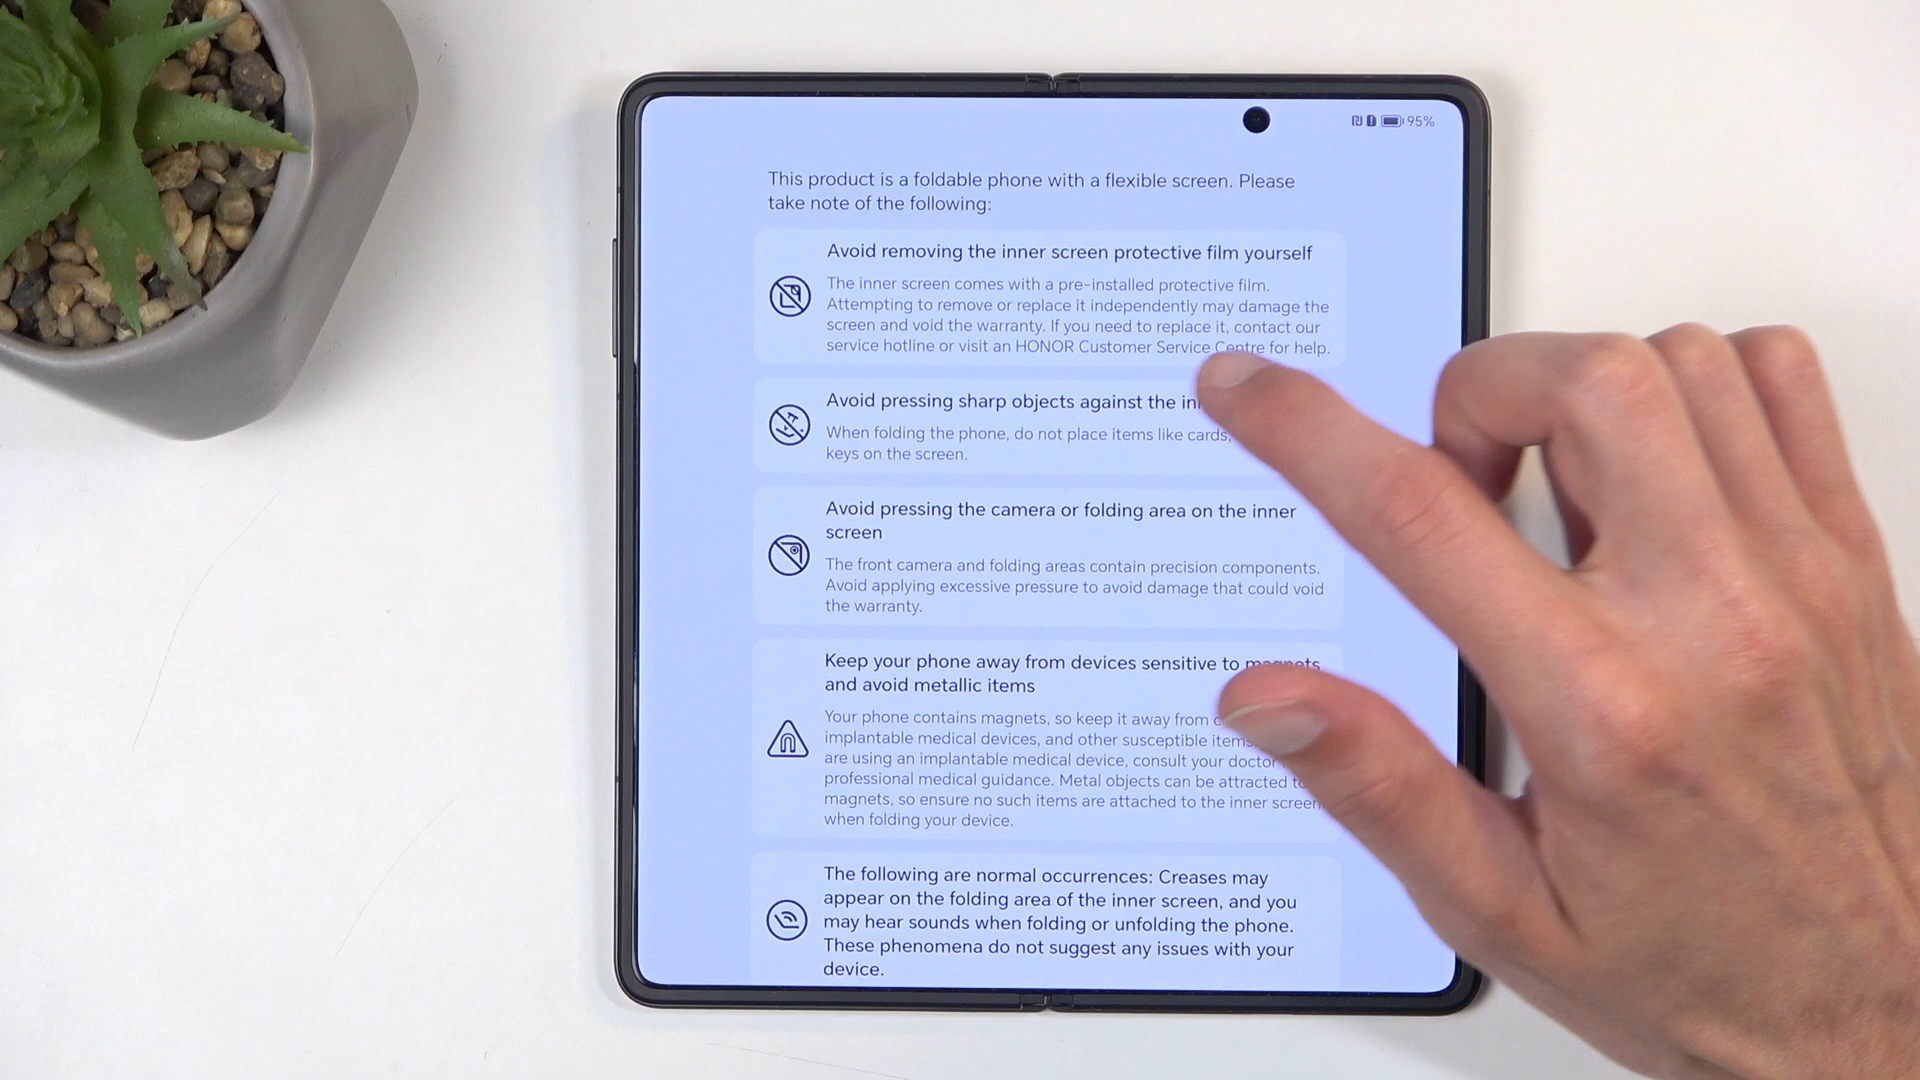 95%
This product is a foldable phone with a flexible screen. Please
take note of the following:
Avoid removing the inner screen protective film yourself
The inner screen comes with a pre-installed protective film.
Attempting to remove or replace it independently may damage the
screen and void the warranty. If you need to replace it, contact our
service hotline or visit an HONOR Customer Service Centre for help.
Avoid pressing sharp objects against the
When folding the phone, do not place items like cards,
keys on the screen.
Avoid pressing the camera or folding area on the inner
screen
The front camera and folding areas contain precision components.
Avoid applying excessive pressure to avoid damage that could void
the warranty.
Keep your phone away from devices sensitive to magnets
and avoid metallic items
Your phone contains magnets, so keep it away from
implantable medical devices, and other susceptible items
are using an implantable medical device, consult your doctor
professional medical guidance. Metal objects can be attracted
magnets, so ensure no such items are attached to the inner screen
when folding your device.
The following are normal occurrences: Creases may
appear on the folding area of the inner screen, and you
may hear sounds when folding or unfolding the phone.
These phenomena do not suggest any issues with your
device.